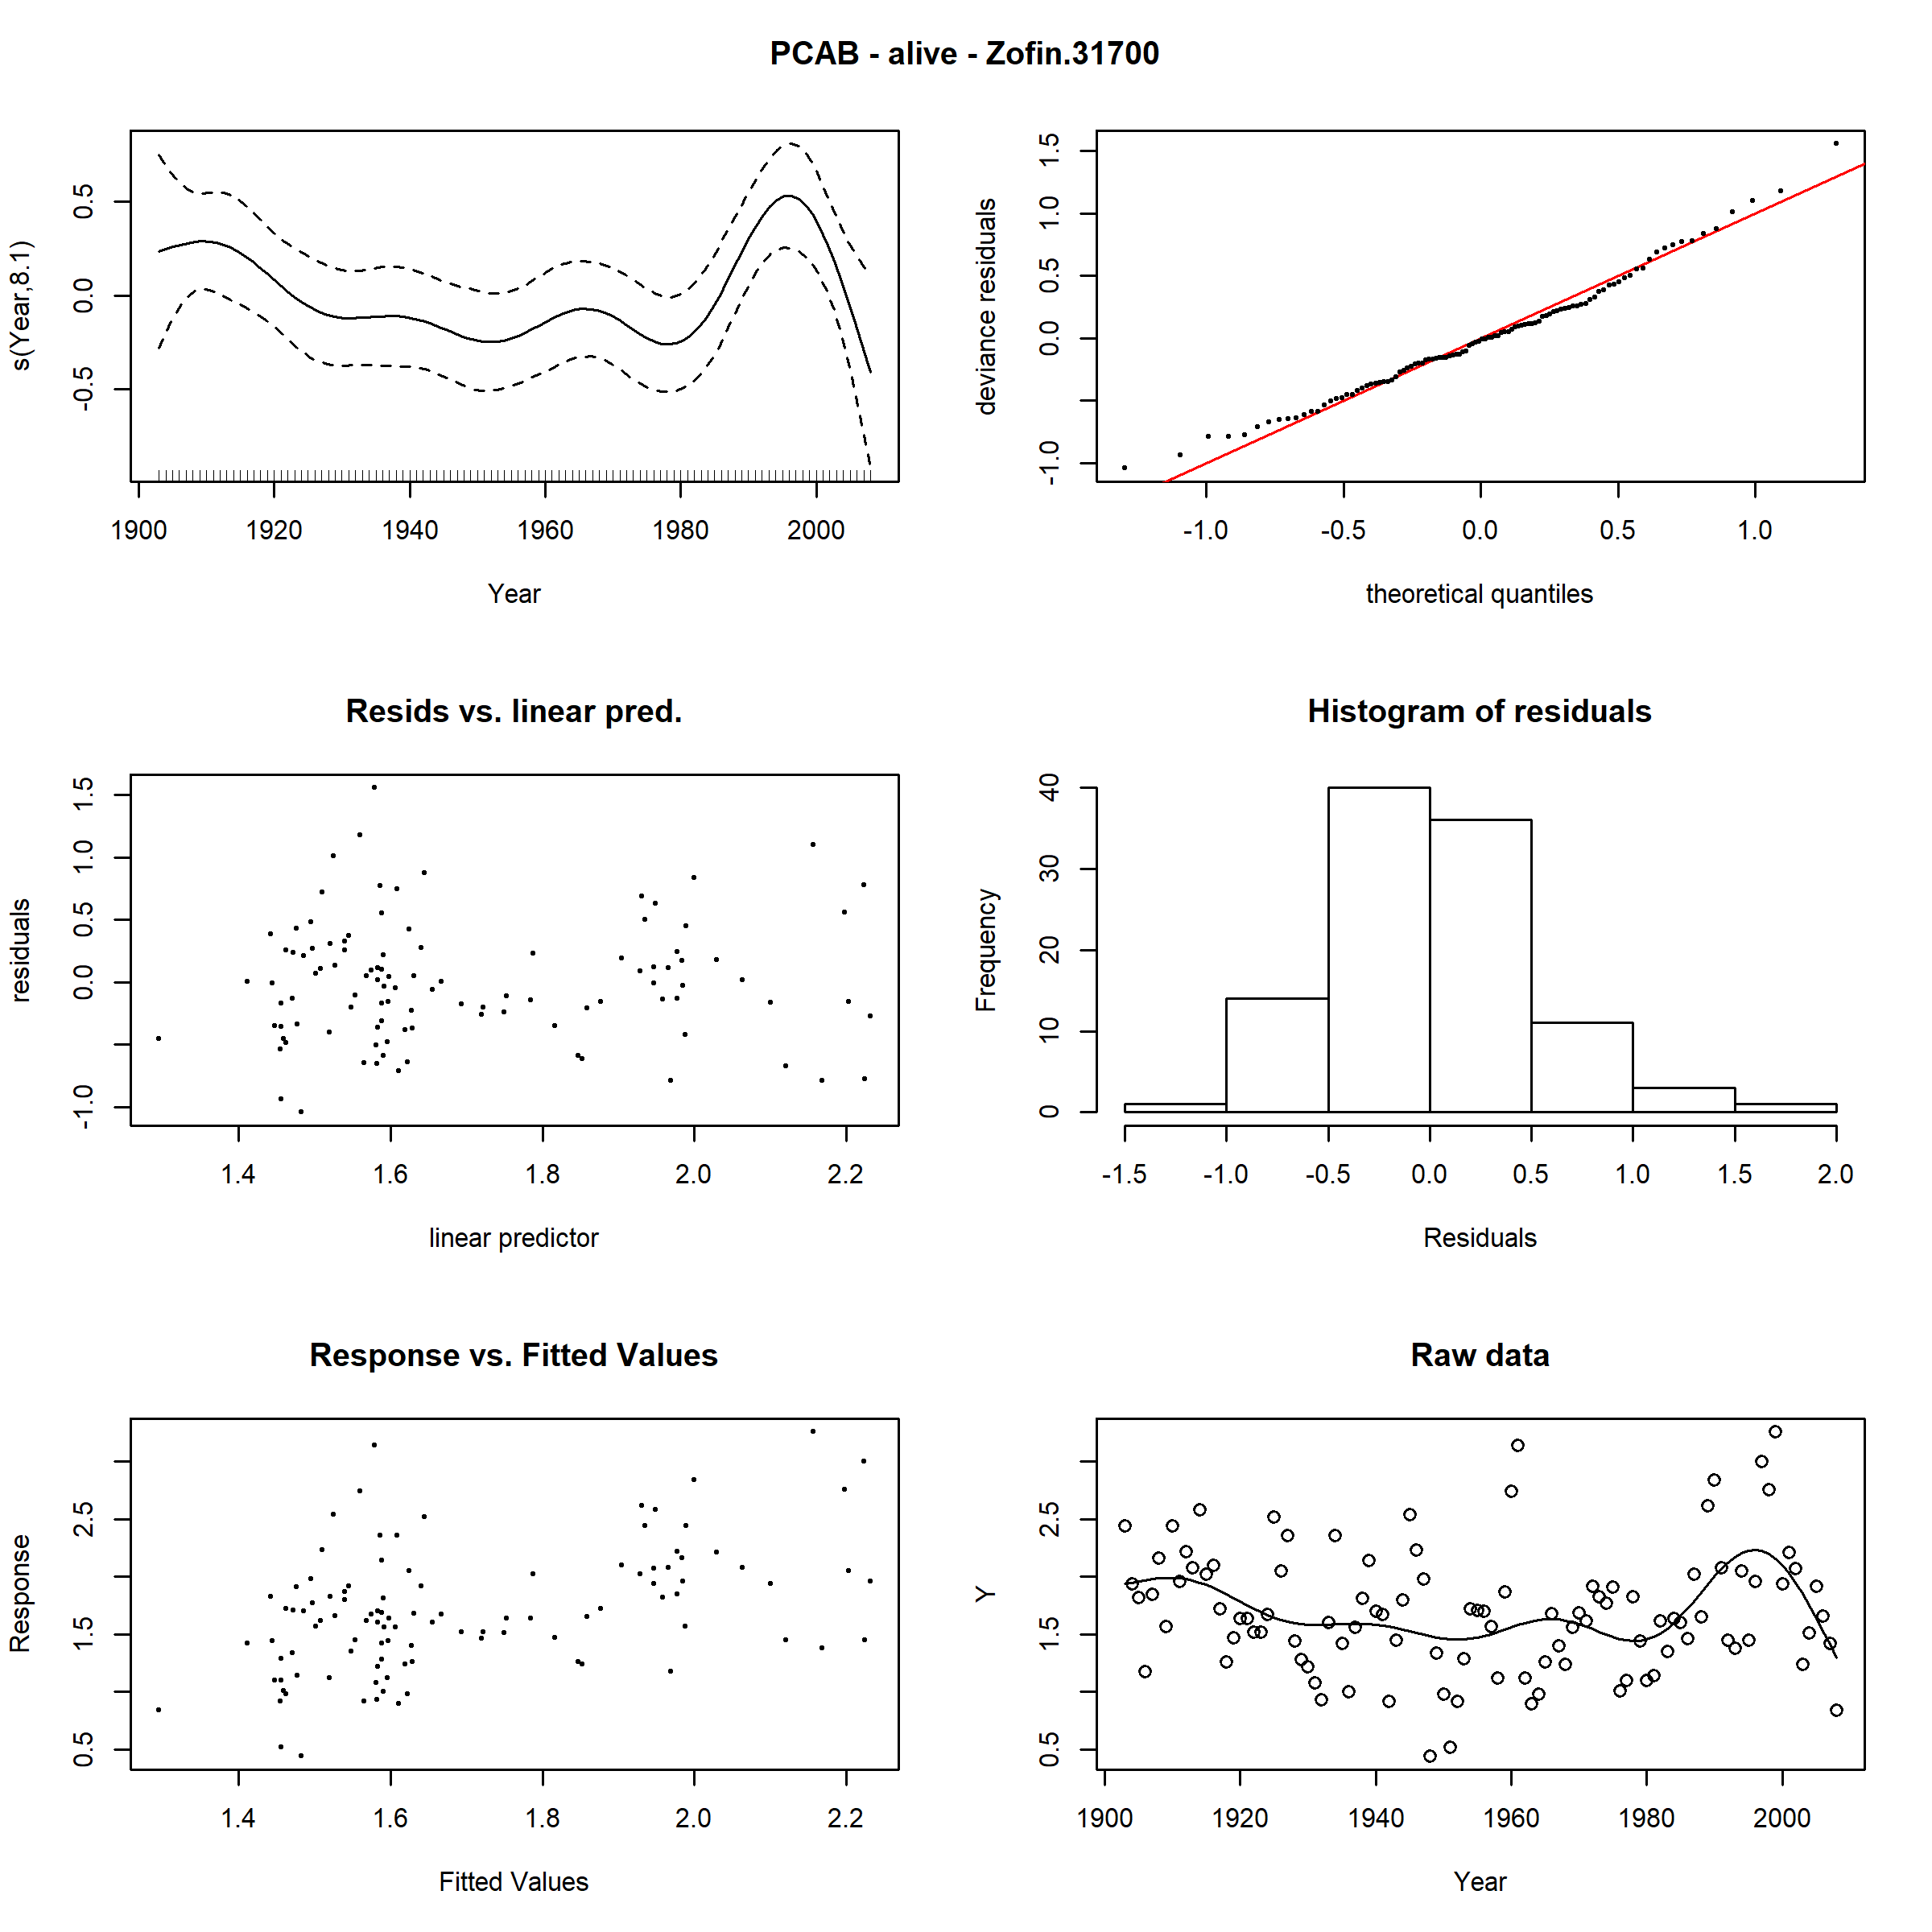 PCAB - alive - Zofin.31700
s(Year,8.1)
-0.5 0.0 0.5
1900 1920 1940 1960 1980 2000
Year
deviance residuals
-1.0 0.0 0.5 1.0 1.5
-1.0 -0.5 0.0 0.5 1.0
theoretical quantiles
Resids vs. linear pred.
residuals
-1.0 0.0 0.5 1.0 1.5
1.4 1.6 1.8 2.0 2.2
linear predictor
Histogram of residuals
Frequency
0 10 20 30 40
-1.5 -1.0 -0.5 0.0 0.5 1.0 1.5 2.0
Residuals
Response vs. Fitted Values
Response
0.5 1.5 2.5
1.4 1.6 1.8 2.0 2.2
Fitted Values
Raw data
Y
0.5 1.5 2.5
1900 1920 1940 1960 1980 2000
Year